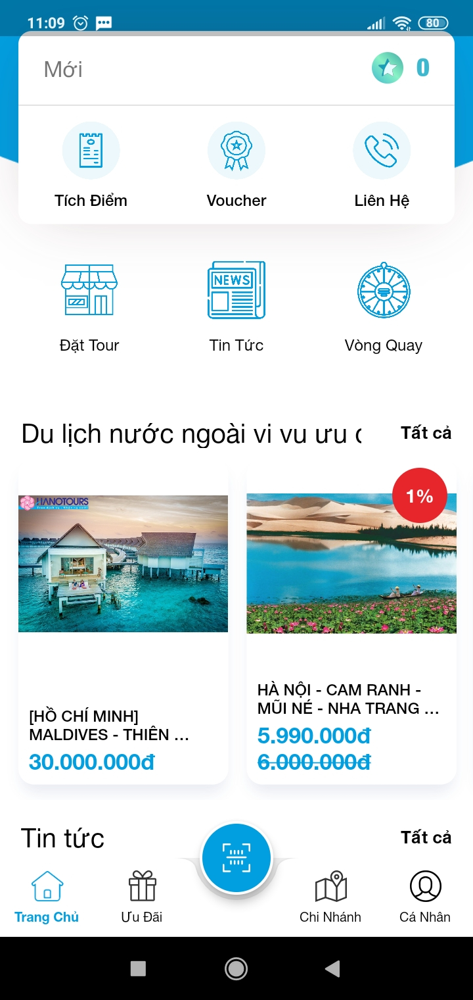 11:09
80
Mới
0
Tích Điểm
Voucher
Liên Hệ
NEWS
Đặt Tour
Tin Tức
Vòng Quay
Du lịch nước ngoài vi vu ưu
Tất cả
HANOTOURS
1%
[HỒ CHÍ MINH]
MALDIVES - THIÊN ...
30.000.000đ
HÀ NỘI - CAM RANH -
MŨI NÉ - NHA TRANG ...
5.990.000đ
6.000.000đ
Tin tức
Tất cả
Trang Chủ
Ưu Đãi
Chi Nhánh
Cá Nhân